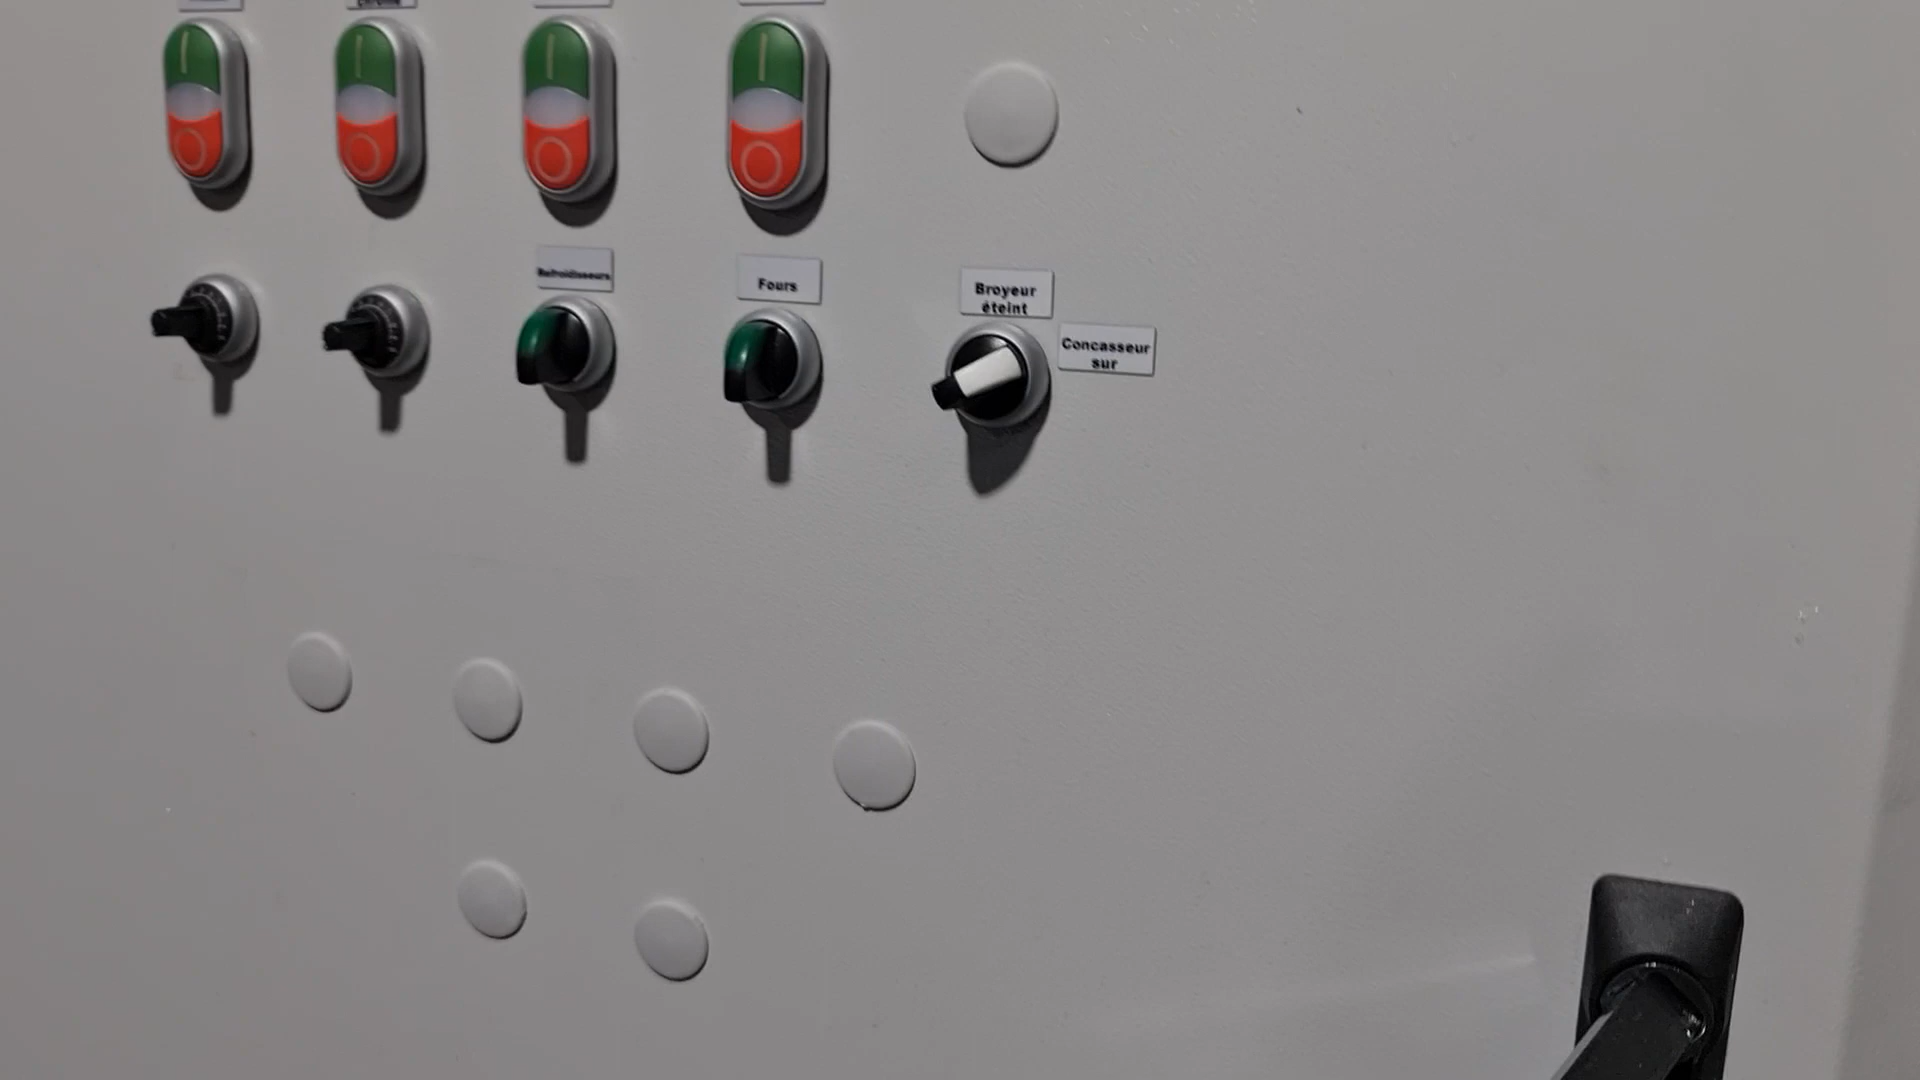 Refroidisseurs
Fours
Broyeur
éteint
Concasseur
sur